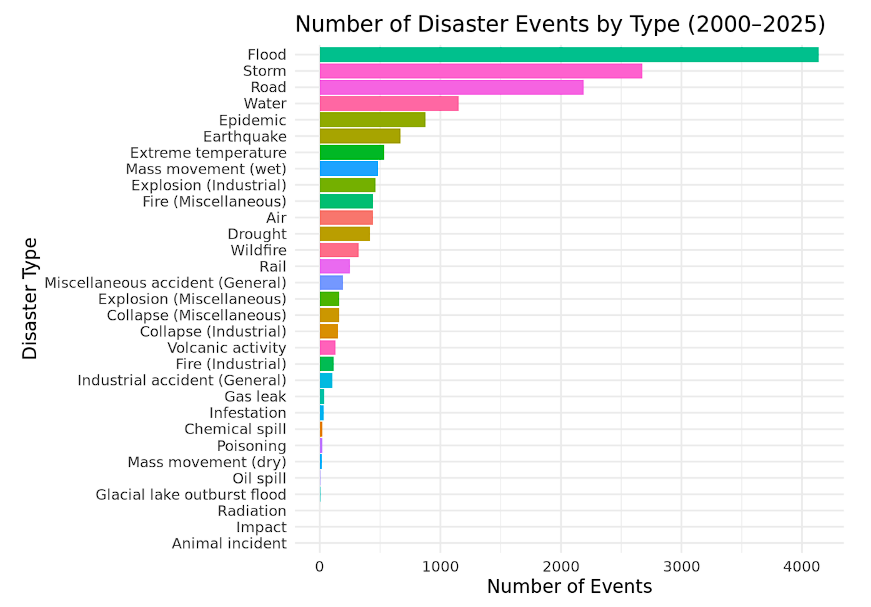 Number of Disaster Events by Type (2000–2025)
Disaster Type
Flood
Storm
Road
Water
Epidemic
Earthquake
Extreme temperature
Mass movement (wet)
Explosion (Industrial)
Fire (Miscellaneous)
Air
Drought
Wildfire
Rail
Miscellaneous accident (General)
Explosion (Miscellaneous)
Collapse (Miscellaneous)
Collapse (Industrial)
Volcanic activity
Fire (Industrial)
Industrial accident (General)
Gas leak
Infestation
Chemical spill
Poisoning
Mass movement (dry)
Oil spill
Glacial lake outburst flood
Radiation
Impact
Animal incident
0 1000 2000 3000 4000
Number of Events